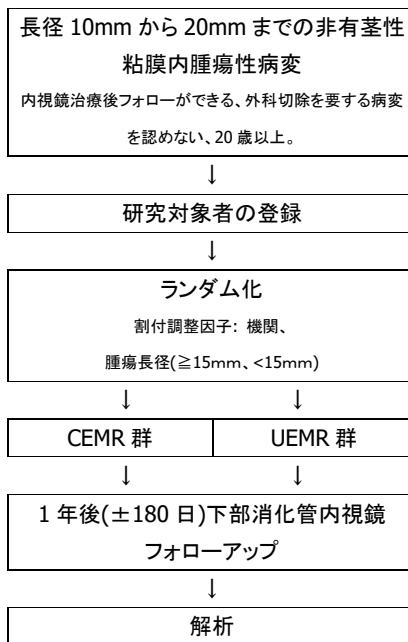 長径 10mm から 20mm までの非有茎性
粘膜内腫瘍性病変
内視鏡治療後フォローができる、外科切除を要する病変
を認めない、20 歳以上。
↓
研究対象者の登録
↓
ランダム化
割付調整因子: 機関、
腫瘍長径(≧15mm、<15mm)
↓ ↓
CEMR 群 UEMR 群
↓ ↓
1 年後(±180 日)下部消化管内視鏡
フォローアップ
↓
解析